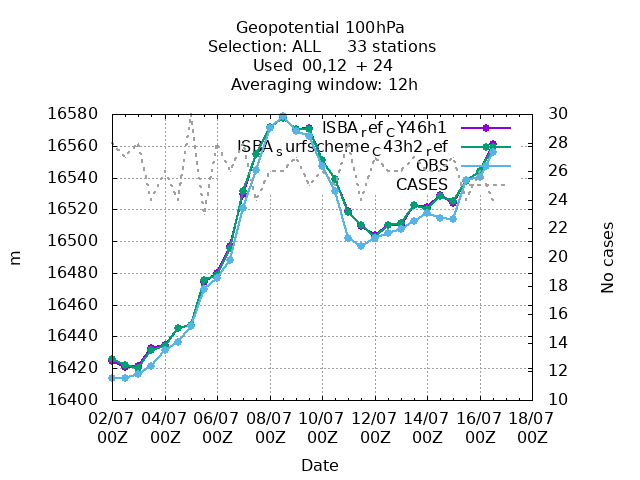 Geopotential 100hPa
Selection: ALL 33 stations
Used 00,12 + 24
Averaging window: 12h
16580
16560
16540
16520
16500
16480
16460
16440
16420
16400
m
ISBA_ref_CY46h1
ISBA_surfscheme_C43h2_ref
OBS
CASES
30
28
26
24
22
20
18
16
14
12
10
No cases
02/07 04/07 06/07 08/07 10/07 12/07 14/07 16/07 18/07
00Z 00Z 00Z 00Z 00Z 00Z 00Z 00Z 00Z
Date